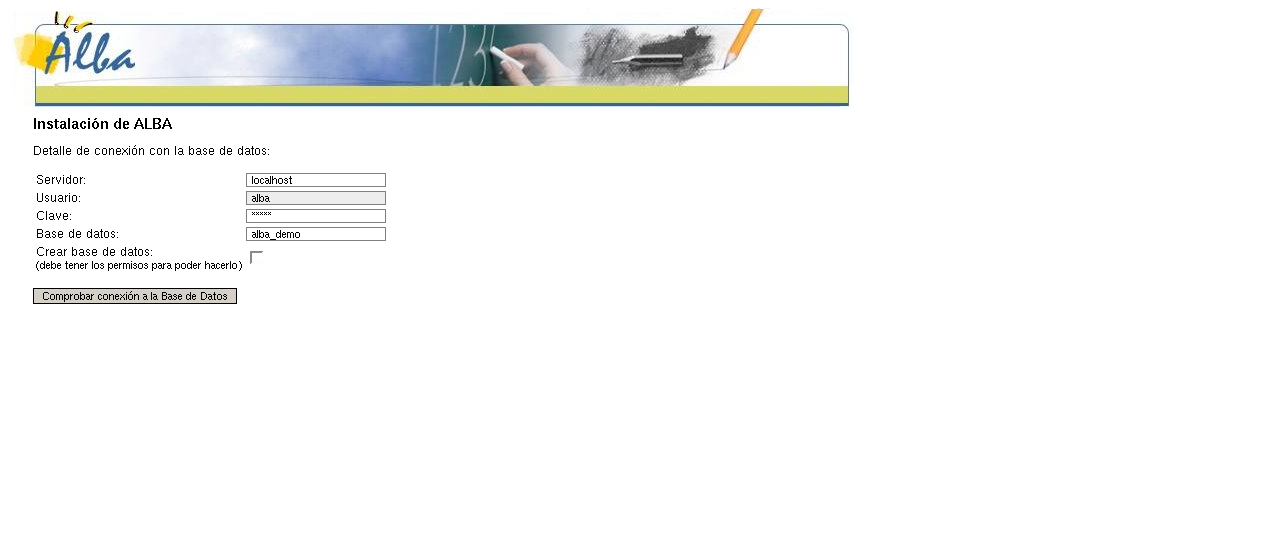 Alba
Instalación de ALBA
Detalle de conexión con la base de datos:
Servidor: localhost
Usuario: alba
Clave: *****
Base de datos: alba_demo
Crear base de datos:
(debe tener los permisos para poder hacerlo)
Comprobar conexión a la Base de Datos